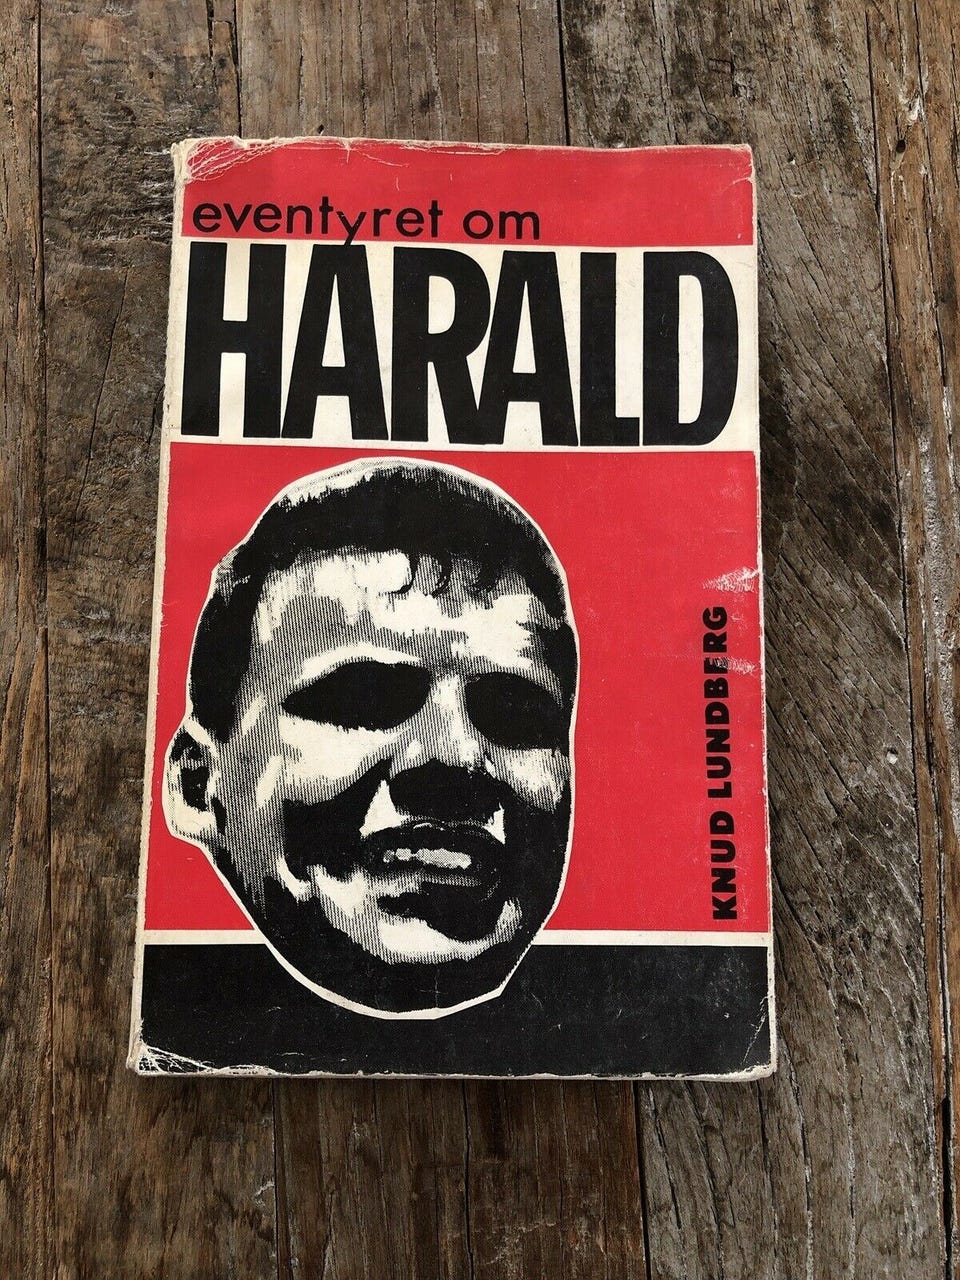 eventyret om
HARALD
KNUD LUNDBERG